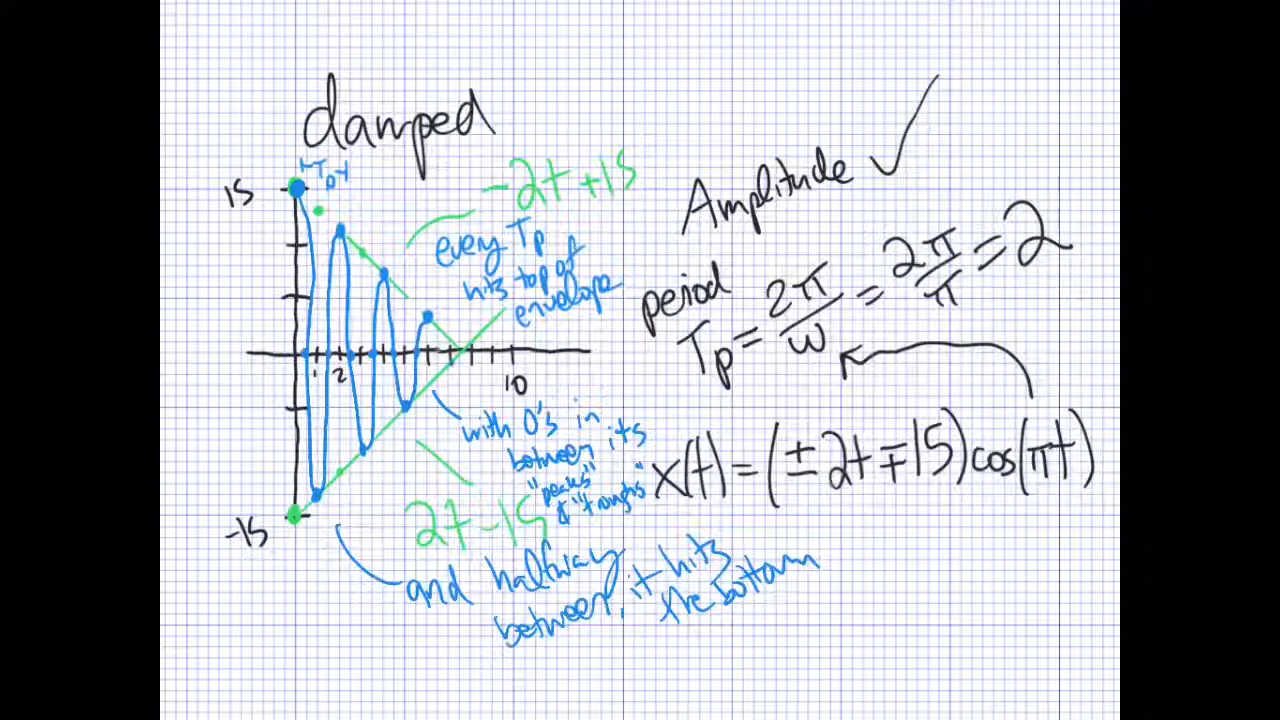 damped
⊢Tp⊣
15
-2t+15
every Tp
hits top of
envelope
1 2
10
with 0's in
between its
"peaks"
& "troughs"
2t-15
-15
and halfway
between, it hits
the bottom
Amplitude ✓
period
Tp = 2π/ω = 2π/π = 2
x(t) = (±2t∓15)cos(πt)